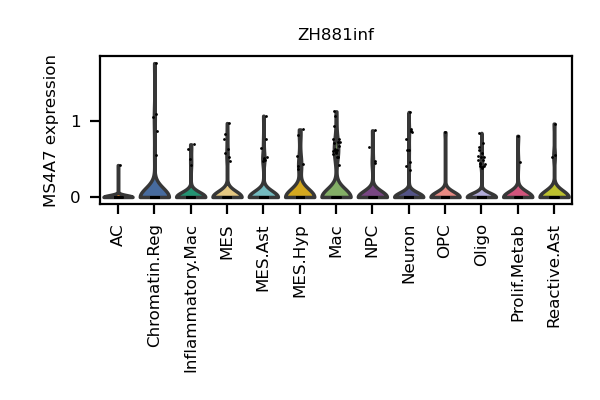 ZH881inf
MS4A7 expression
1
0
AC
Chromatin.Reg
Inflammatory.Mac
MES
MES.Ast
MES.Hyp
Mac
NPC
Neuron
OPC
Oligo
Prolif.Metab
Reactive.Ast